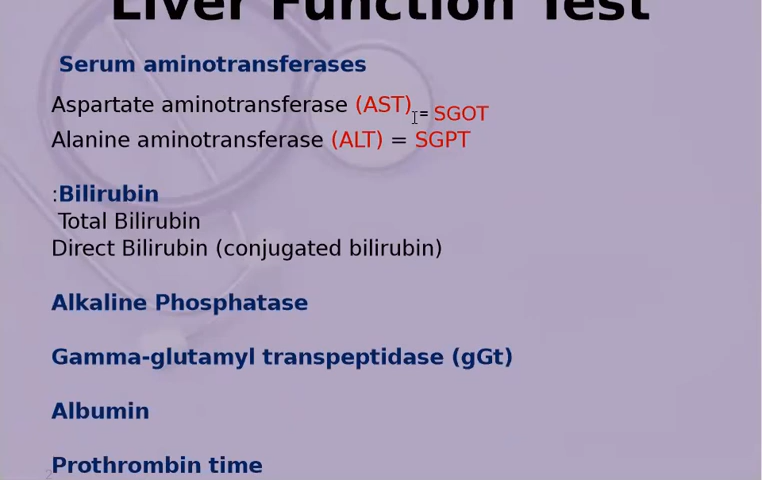 Liver Function Test
Serum aminotransferases
Aspartate aminotransferase (AST) = SGOT
Alanine aminotransferase (ALT) = SGPT
:Bilirubin
Total Bilirubin
Direct Bilirubin (conjugated bilirubin)
Alkaline Phosphatase
Gamma-glutamyl transpeptidase (gGt)
Albumin
Prothrombin time
2